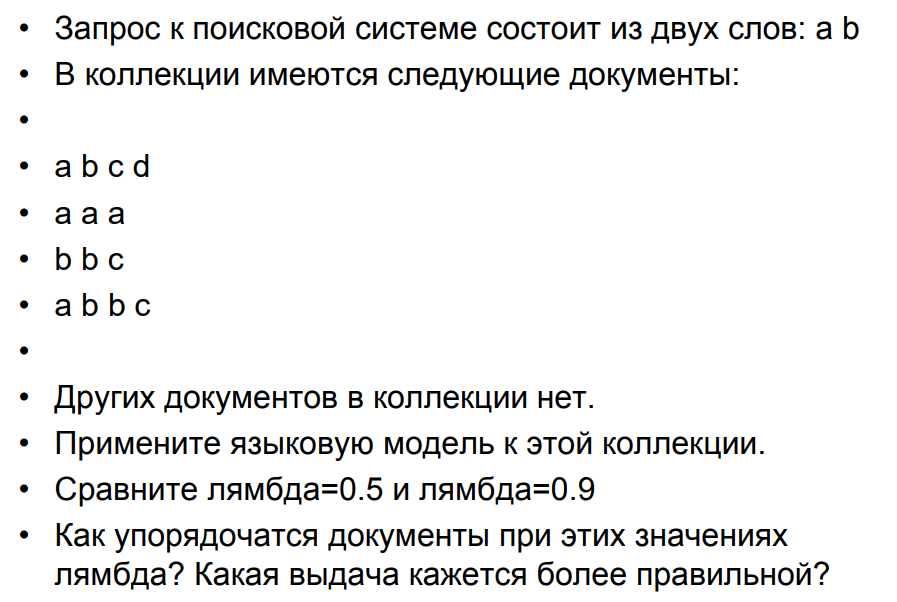 • Запрос к поисковой системе состоит из двух слов: a b
• В коллекции имеются следующие документы:
•
• a b c d
• a a a
• b b c
• a b b c
•
• Других документов в коллекции нет.
• Примените языковую модель к этой коллекции.
• Сравните лямбда=0.5 и лямбда=0.9
• Как упорядочатся документы при этих значениях
лямбда? Какая выдача кажется более правильной?